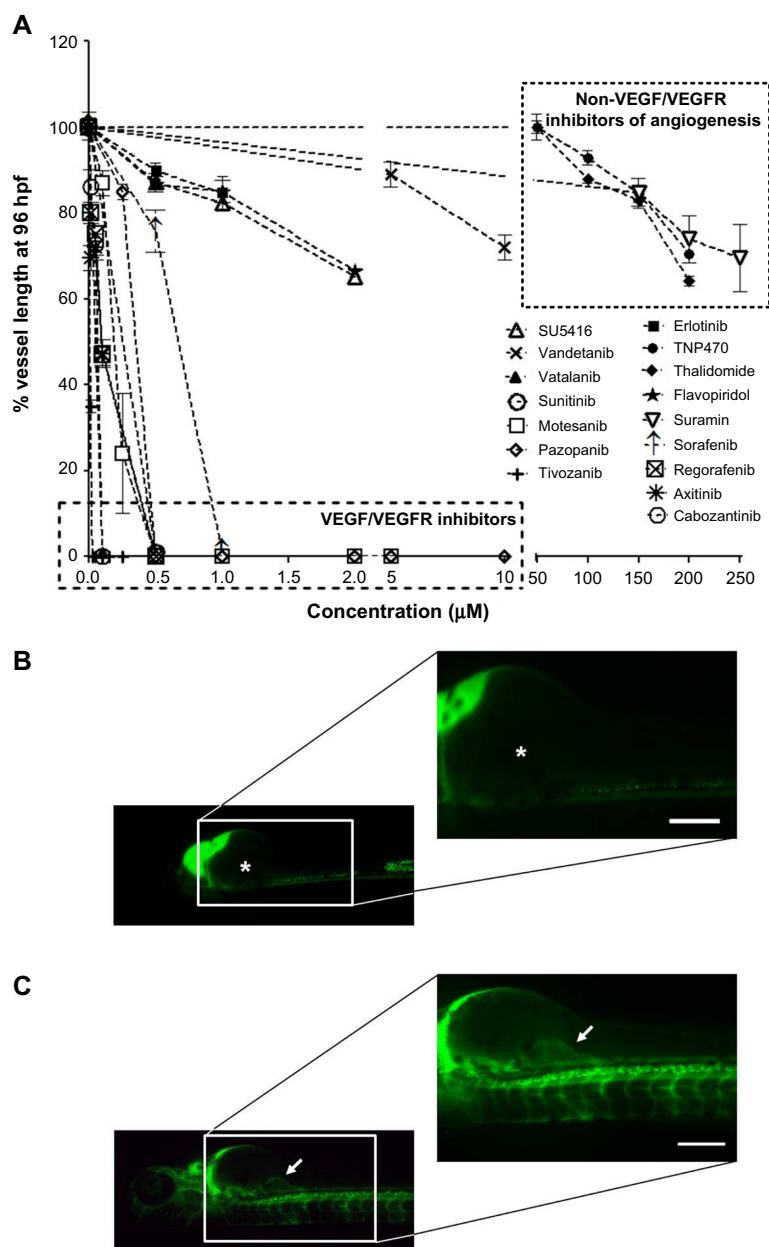 A
120
100
80
60
40
20
0
% vessel length at 96 hpf
Non-VEGF/VEGFR
inhibitors of angiogenesis
SU5416
Vandetanib
Vatalanib
Sunitinib
Motesanib
Pazopanib
Tivozanib
Erlotinib
TNP470
Thalidomide
Flavopiridol
Suramin
Sorafenib
Regorafenib
Axitinib
Cabozantinib
VEGF/VEGFR inhibitors
0.0 0.5 1.0 1.5 2.0 5 10 50 100 150 200 250
Concentration (μM)
B
*
*
C